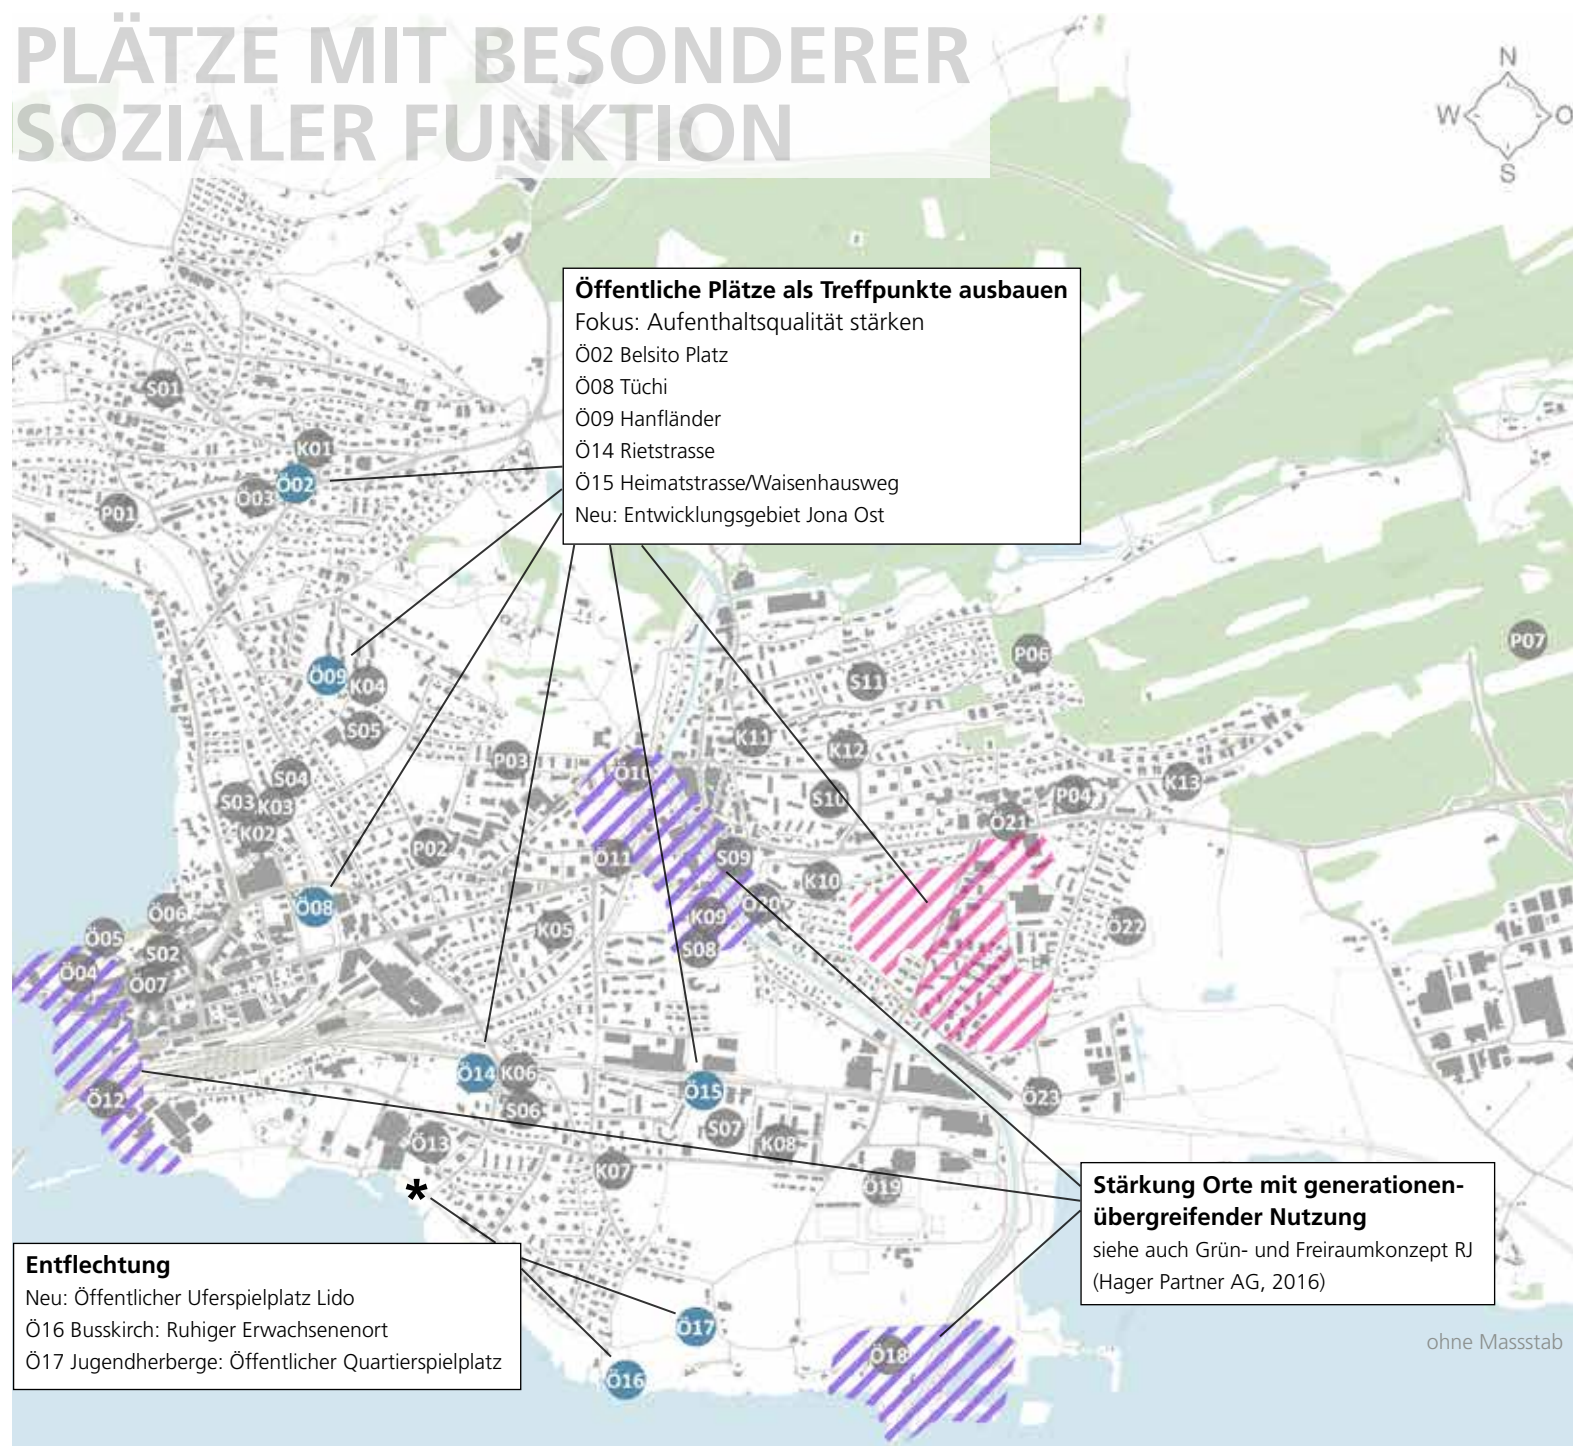 PLÄTZE MIT BESONDERER
SOZIALER FUNKTION
N
W O
S
Öffentliche Plätze als Treffpunkte ausbauen
Fokus: Aufenthaltsqualität stärken
Ö02 Belsito Platz
Ö08 Tüchi
Ö09 Hanfländer
Ö14 Rietstrasse
Ö15 Heimatstrasse/Waisenhausweg
Neu: Entwicklungsgebiet Jona Ost
S01
K01
Ö02
Ö03
P01
P07
P06
Ö09
K04
S11
S05
K11
K12
P03
Ö10
S04
S03
K03
K02
S10
P04
K13
Ö21
P02
Ö11
S09
K10
Ö08
Ö06
K09
Ö20
Ö22
K05
Ö05
S02
S08
Ö04
Ö07
Ö14
K06
Ö15
Ö12
S06
Ö23
Ö13
S07
K08
K07
Ö19
*
Stärkung Orte mit generationen-
übergreifender Nutzung
siehe auch Grün- und Freiraumkonzept RJ
(Hager Partner AG, 2016)
Entflechtung
Neu: Öffentlicher Uferspielplatz Lido
Ö16 Busskirch: Ruhiger Erwachsenenort
Ö17 Jugendherberge: Öffentlicher Quartierspielplatz
Ö17
Ö18
Ö16
ohne Massstab